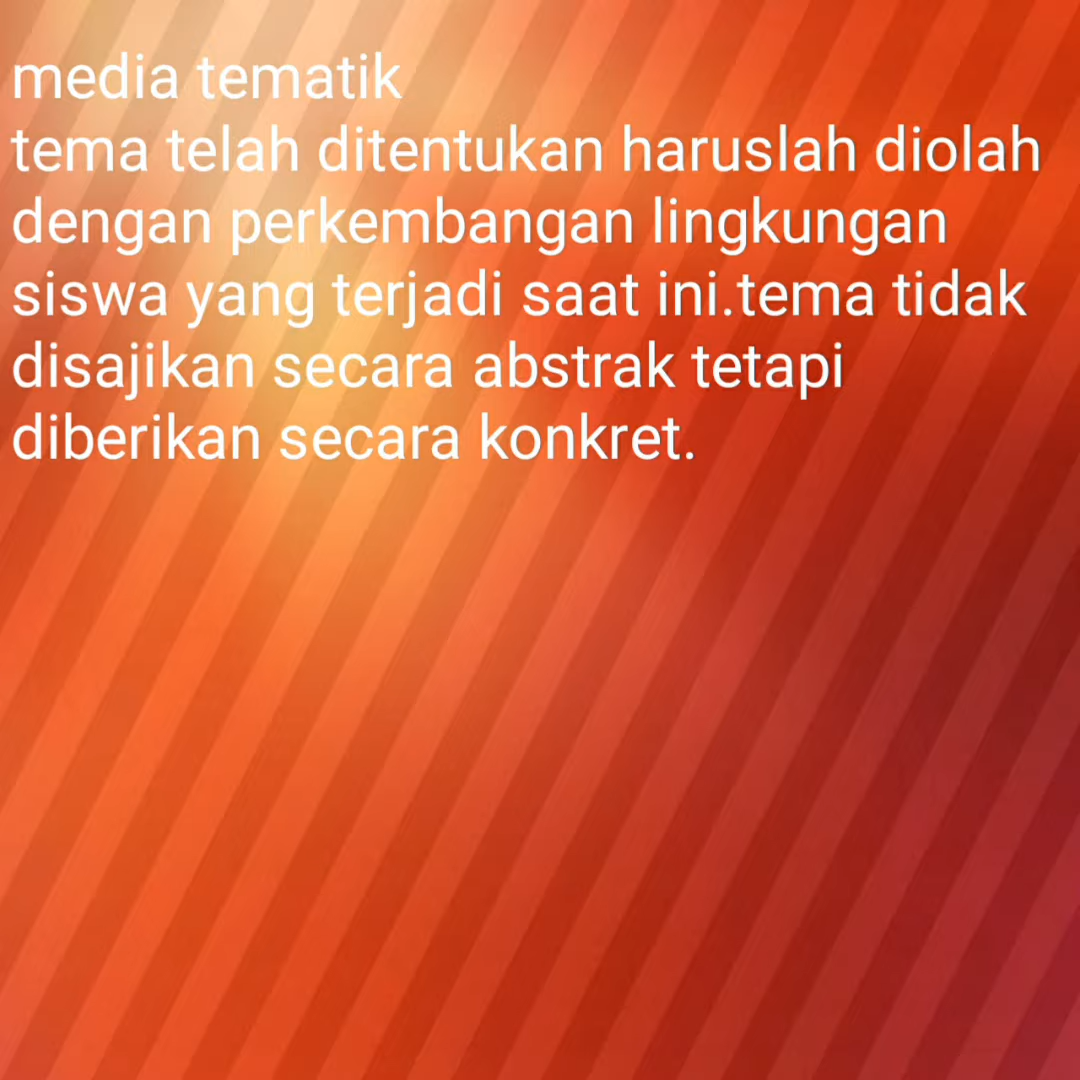 media tematik
tema telah ditentukan haruslah diolah
dengan perkembangan lingkungan
siswa yang terjadi saat ini.tema tidak
disajikan secara abstrak tetapi
diberikan secara konkret.